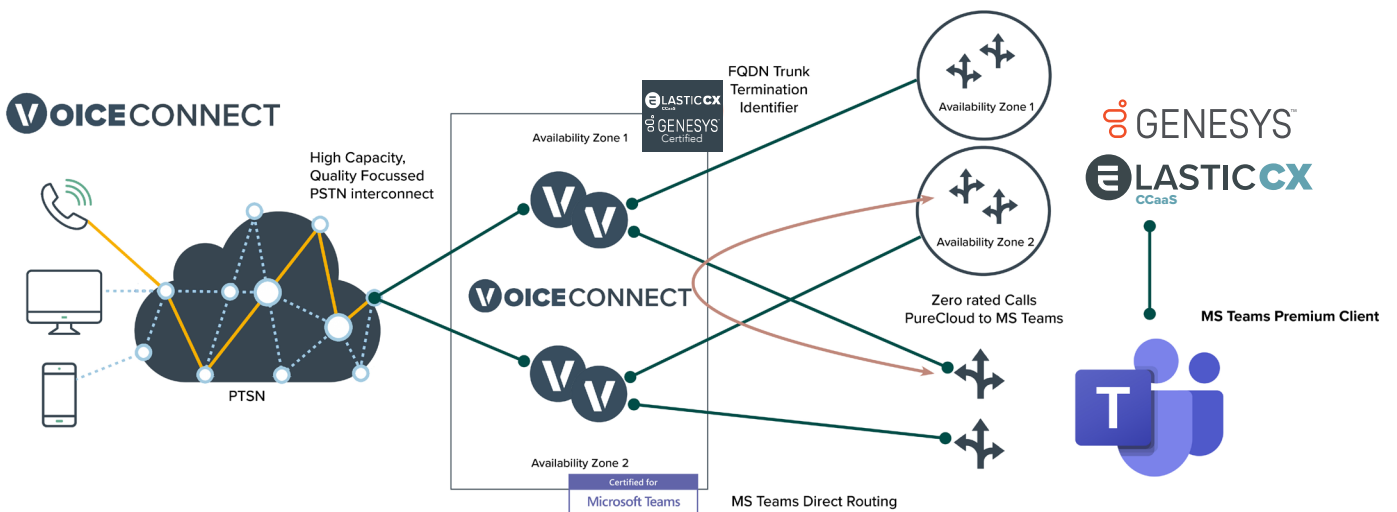 VOICECONNECT
High Capacity,
Quality Focussed
PSTN interconnect
PTSN
Availability Zone 1
ELASTICCX
CCaaS
GENESYS
Certified
VOICECONNECT
Availability Zone 2
Certified for
Microsoft Teams
FQDN Trunk
Termination
Identifier
MS Teams Direct Routing
Availability Zone 1
Availability Zone 2
Zero rated Calls
PureCloud to MS Teams
GENESYS™
ELASTICCX
CCaaS
MS Teams Premium Client
T